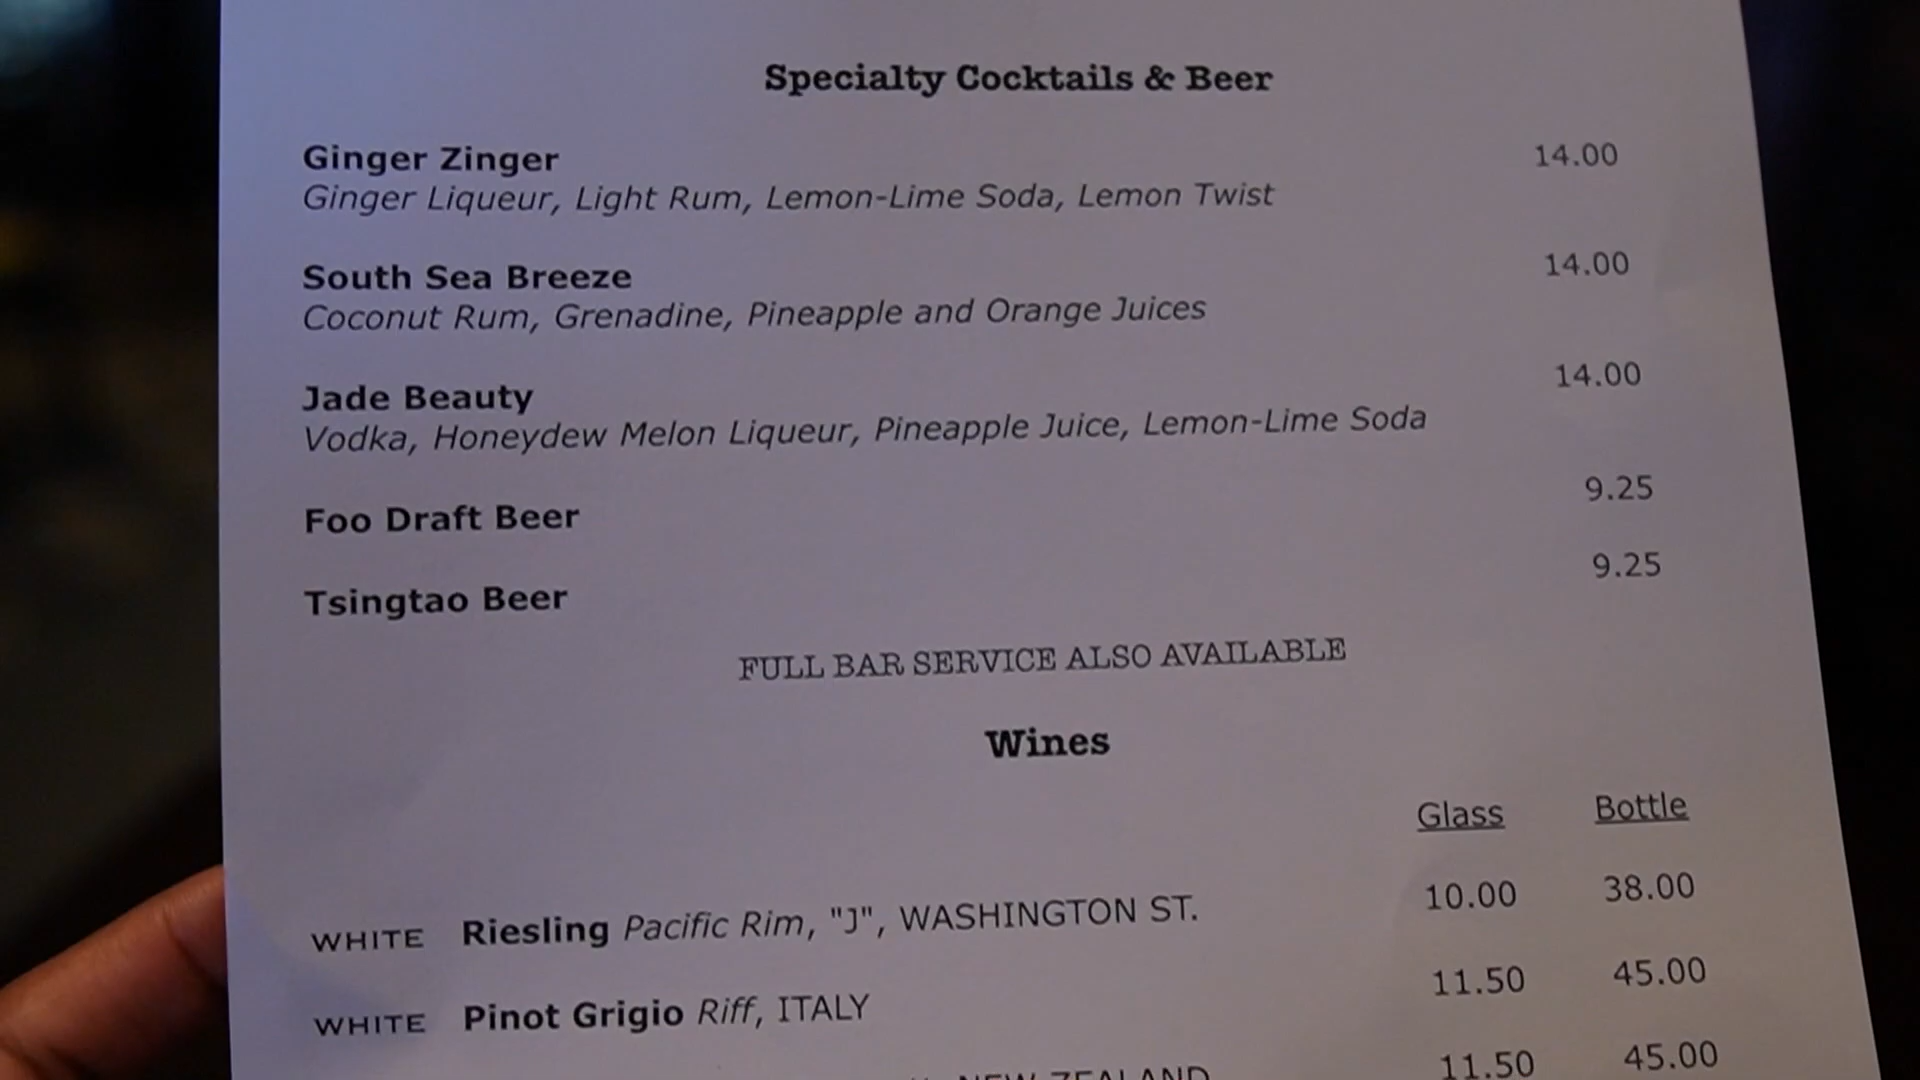 Specialty Cocktails & Beer
Ginger Zinger 14.00
Ginger Liqueur, Light Rum, Lemon-Lime Soda, Lemon Twist
South Sea Breeze 14.00
Coconut Rum, Grenadine, Pineapple and Orange Juices
Jade Beauty 14.00
Vodka, Honeydew Melon Liqueur, Pineapple Juice, Lemon-Lime Soda
Foo Draft Beer 9.25
Tsingtao Beer 9.25
FULL BAR SERVICE ALSO AVAILABLE
Wines
Glass Bottle
WHITE Riesling Pacific Rim, "J", WASHINGTON ST. 10.00 38.00
WHITE Pinot Grigio Riff, ITALY 11.50 45.00
NEW ZEALAND 11.50 45.00